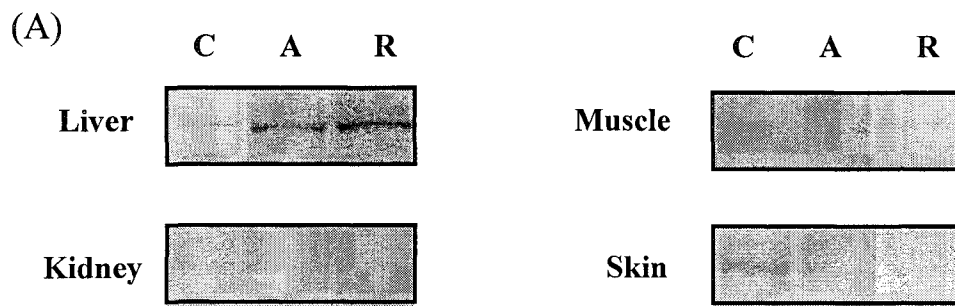 (A)
C A R
C A R
Liver
Muscle
Kidney
Skin